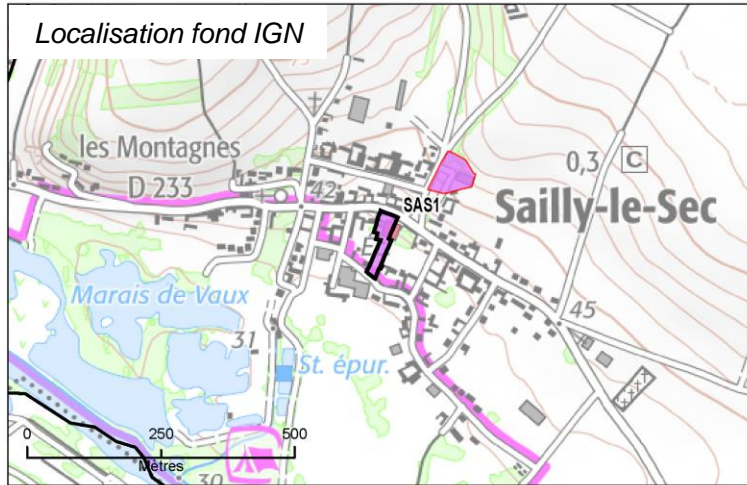 Localisation fond IGN
les Montagnes
D 233
42
SAS1
0,3
C
Sailly-le-Sec
Marais de Vaux
31
St. épur.
45
0
250
500
Mètres
30